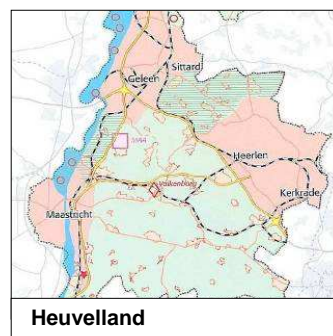 Sittard
Geleen
Heerlen
Valkenburg
Kerkrade
Maastricht
Heuvelland